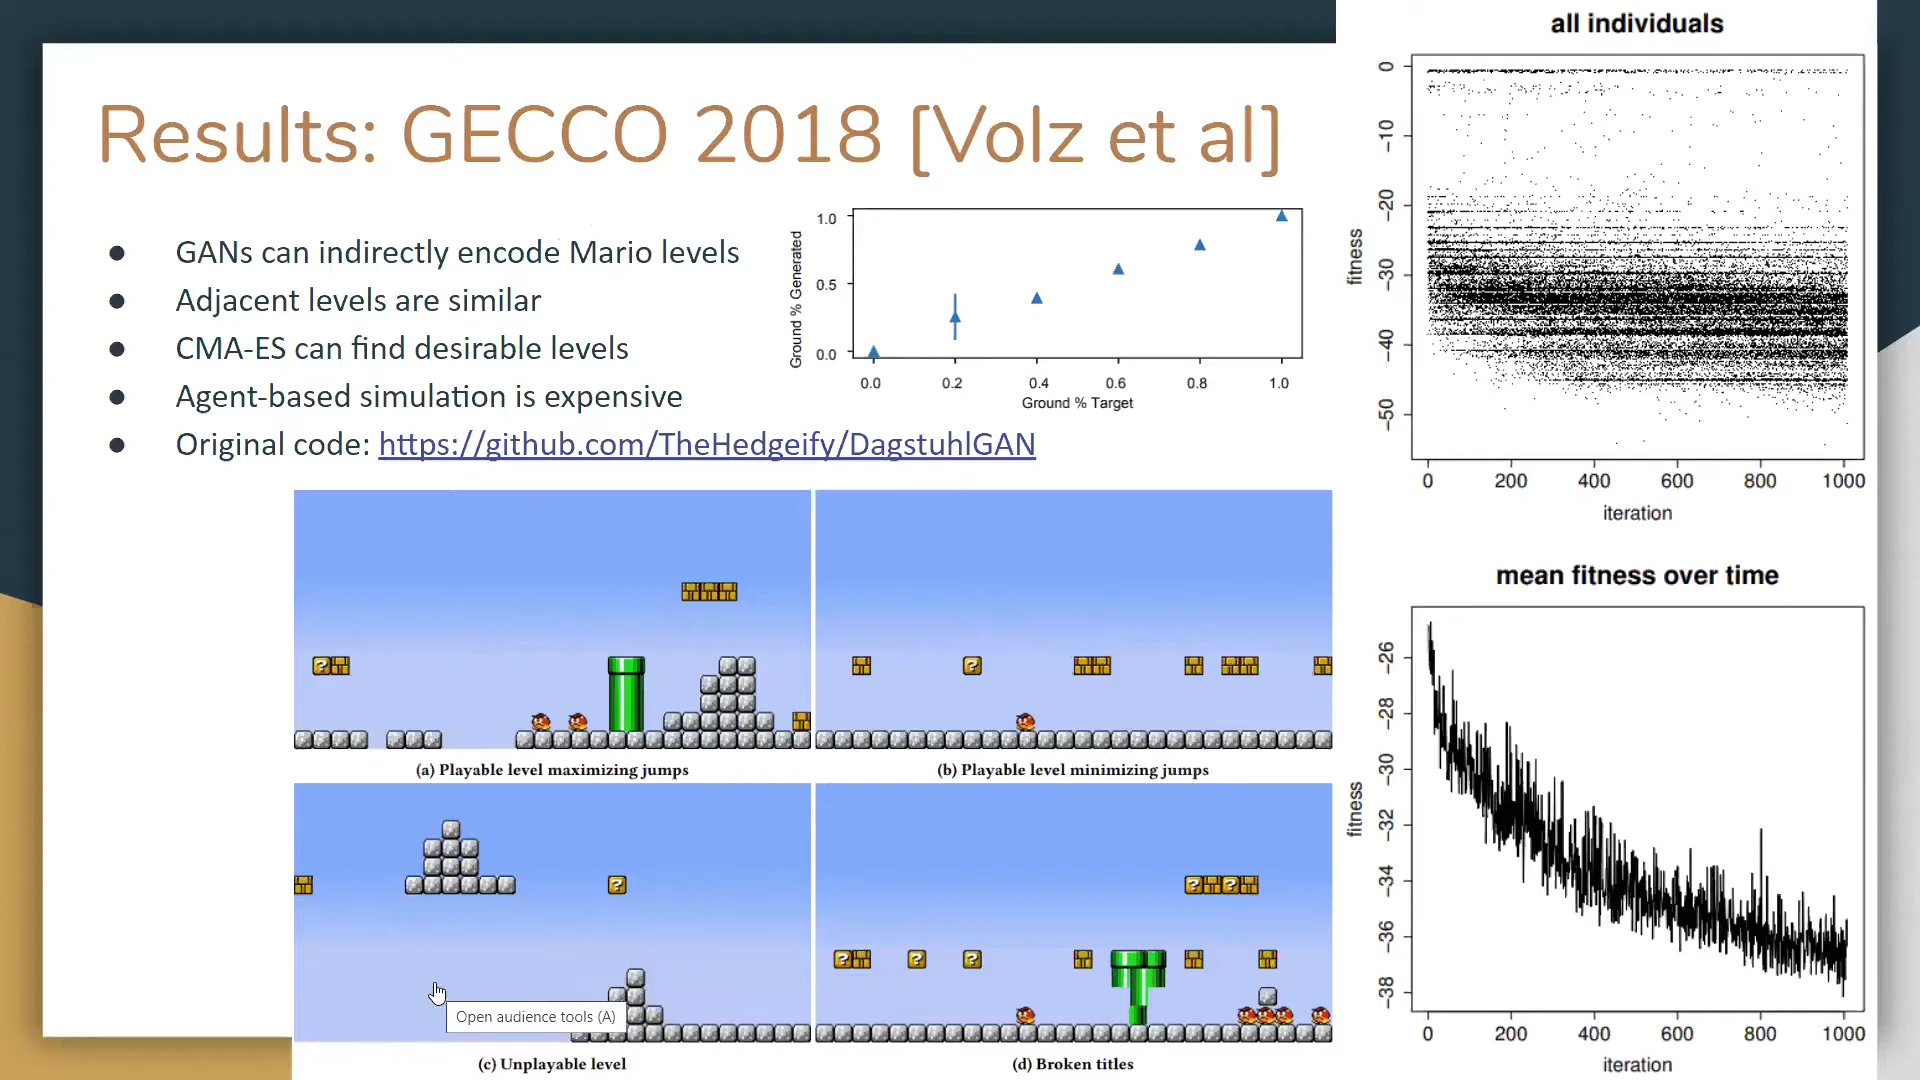 Results: GECCO 2018 [Volz et al]
● GANs can indirectly encode Mario levels
● Adjacent levels are similar
● CMA-ES can find desirable levels
● Agent-based simulation is expensive
● Original code: https://github.com/TheHedgeify/DagstuhlGAN
Ground % Generated
1.0
0.5
0.0
0.0 0.2 0.4 0.6 0.8 1.0
Ground % Target
(a) Playable level maximizing jumps
(b) Playable level minimizing jumps
Open audience tools (A)
(c) Unplayable level
(d) Broken titles
all individuals
fitness
0
-10
-20
-30
-40
-50
0 200 400 600 800 1000
iteration
mean fitness over time
fitness
-26
-28
-30
-32
-34
-36
-38
0 200 400 600 800 1000
iteration